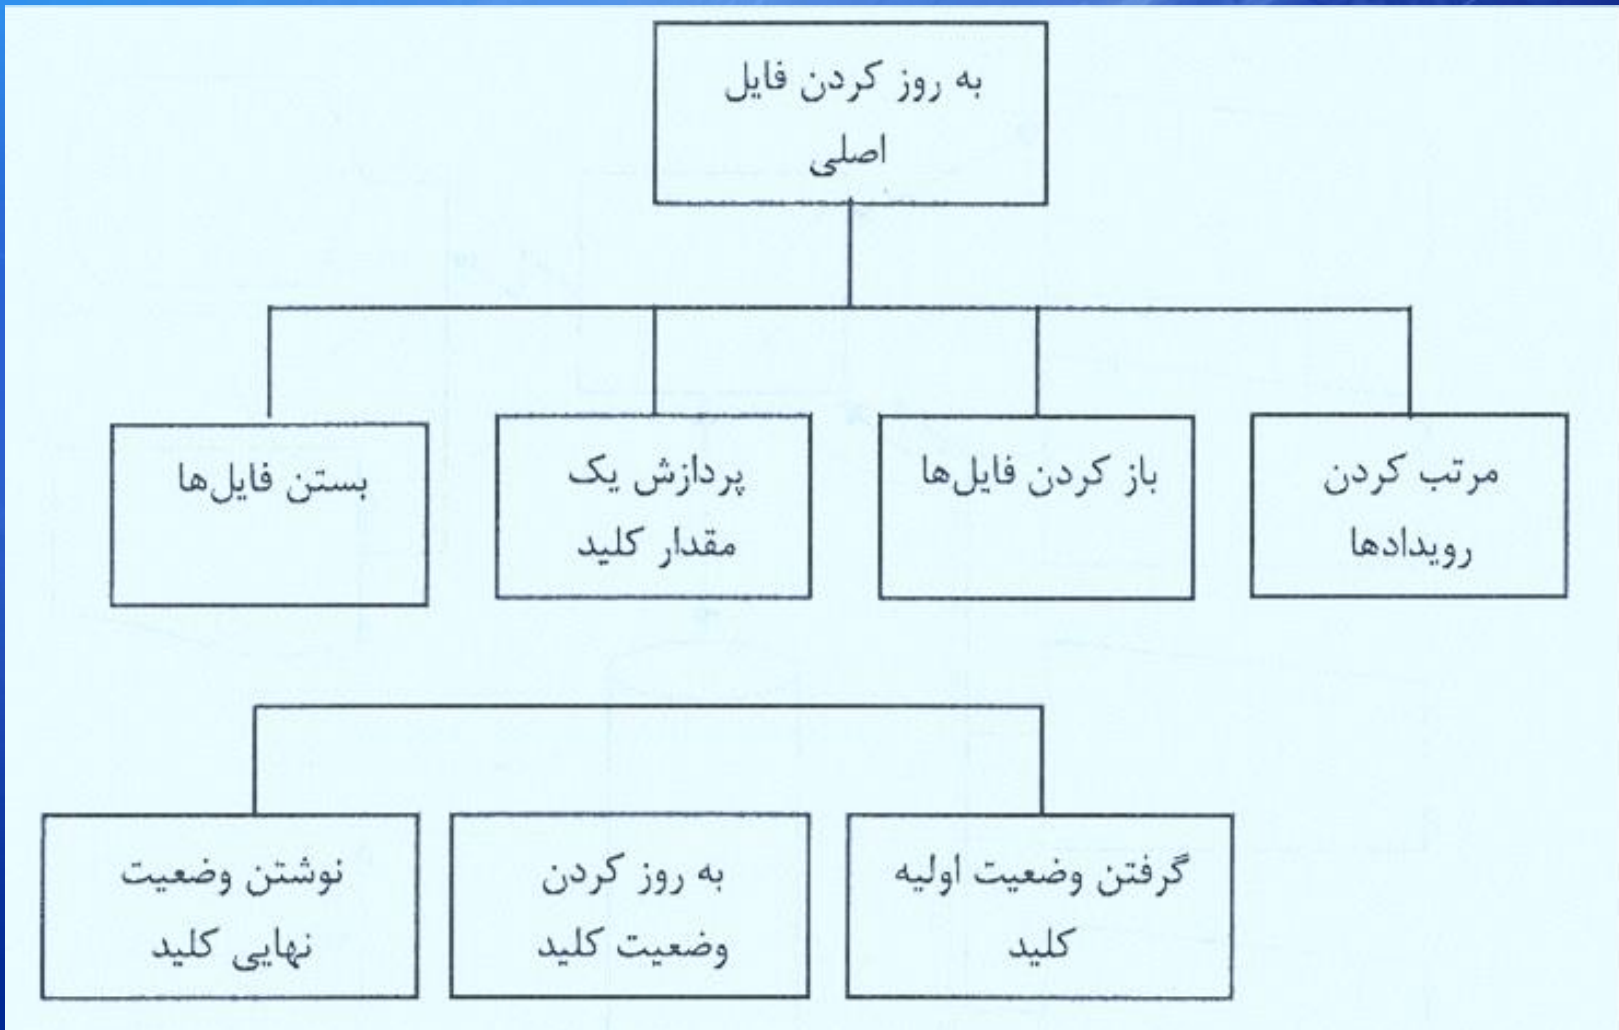 به روز کردن فایل
اصلی
مرتب کردن
رویدادها
باز کردن فایل‌ها
پردازش یک
مقدار کلید
بستن فایل‌ها
گرفتن وضعیت اولیه
کلید
به روز کردن
وضعیت کلید
نوشتن وضعیت
نهایی کلید